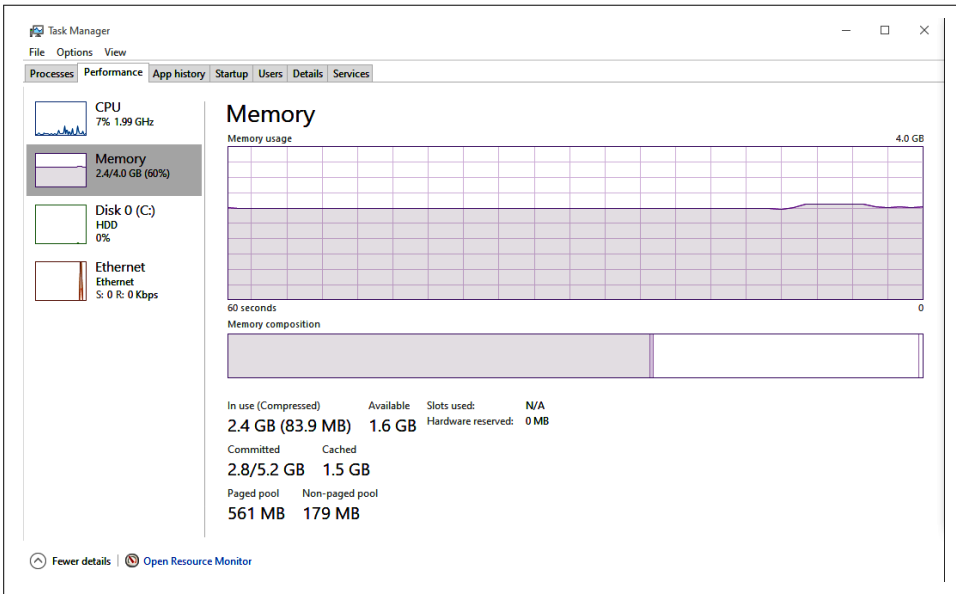 Task Manager
File Options View
Processes Performance App history Startup Users Details Services
CPU
7% 1.99 GHz
Memory
2.4/4.0 GB (60%)
Disk 0 (C:)
HDD
0%
Ethernet
Ethernet
S: 0 R: 0 Kbps
Memory
Memory usage 4.0 GB
60 seconds 0
Memory composition
In use (Compressed) Available Slots used: N/A
2.4 GB (83.9 MB) 1.6 GB Hardware reserved: 0 MB
Committed Cached
2.8/5.2 GB 1.5 GB
Paged pool Non-paged pool
561 MB 179 MB
Fewer details Open Resource Monitor